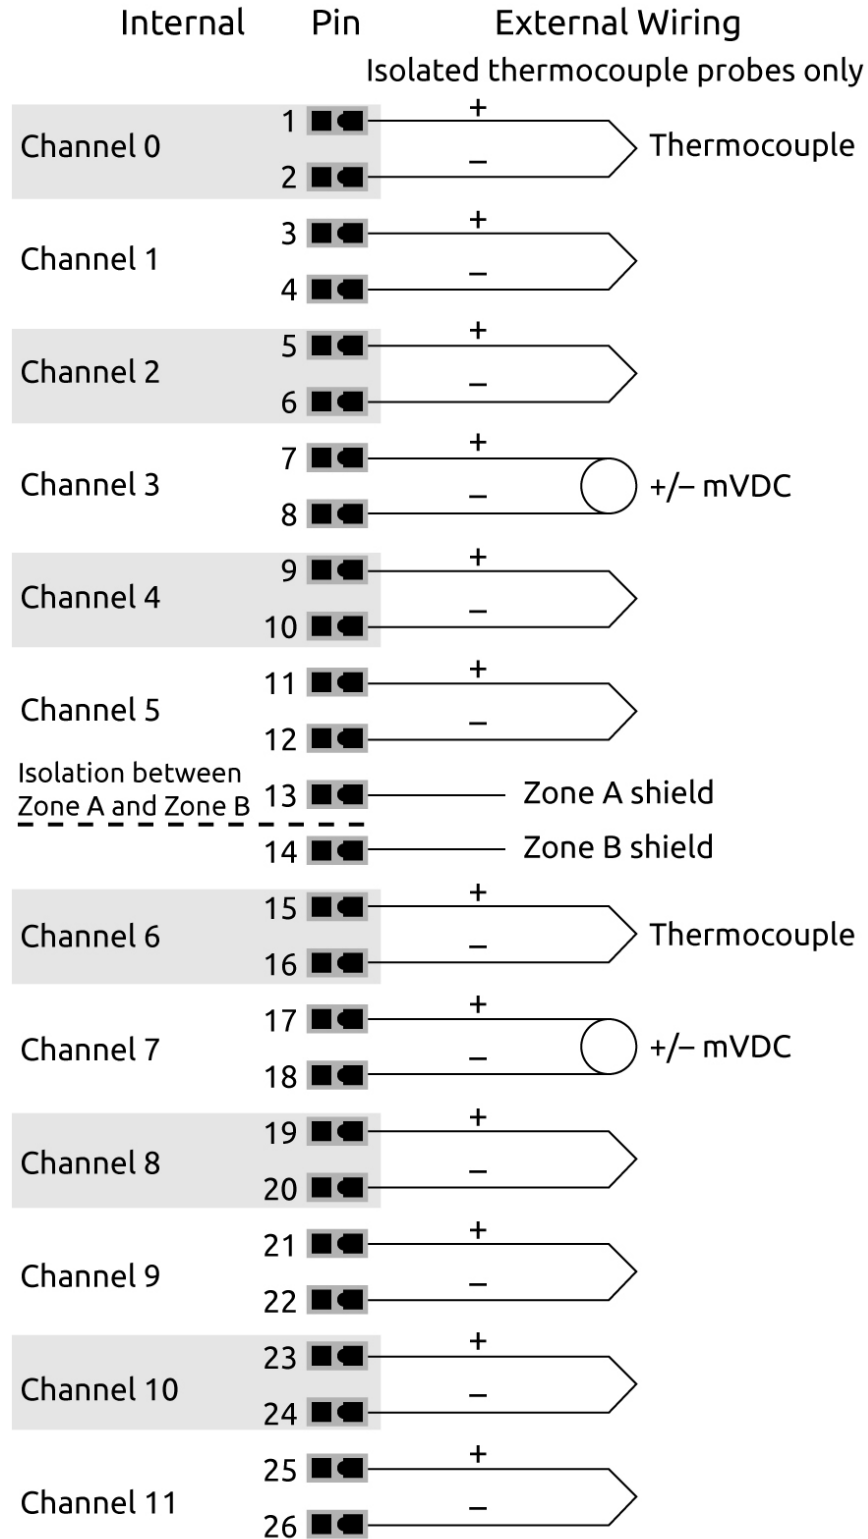 Internal Pin External Wiring
Isolated thermocouple probes only
Channel 0
1 +
2 –
Thermocouple
Channel 1
3 +
4 –
Channel 2
5 +
6 –
Channel 3
7 +
8 –
+/– mVDC
Channel 4
9 +
10 –
Channel 5
11 +
12 –
Isolation between
Zone A and Zone B
13 Zone A shield
14 Zone B shield
Channel 6
15 +
16 –
Thermocouple
Channel 7
17 +
18 –
+/– mVDC
Channel 8
19 +
20 –
Channel 9
21 +
22 –
Channel 10
23 +
24 –
Channel 11
25 +
26 –